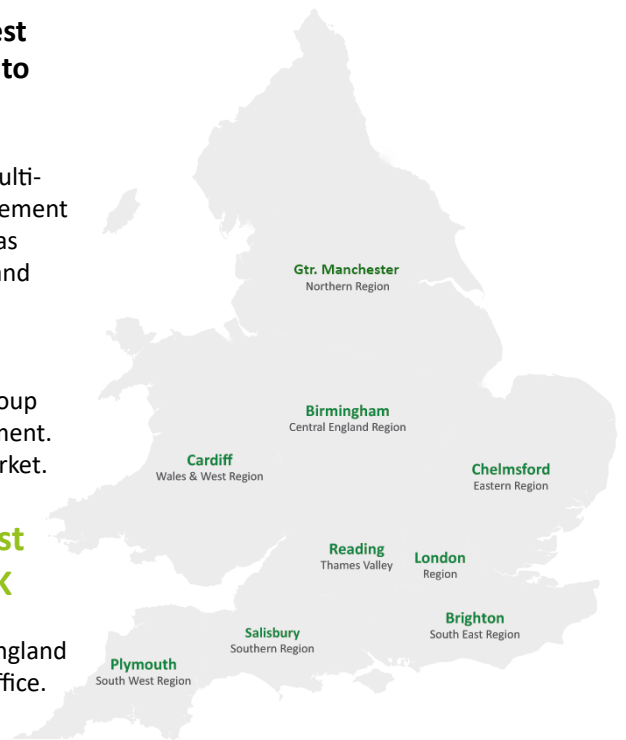 est
to
ulti-
ement
as
and
oup
ment.
rket.
st
K
ngland
ffice.
Gtr. Manchester
Northern Region
Birmingham
Central England Region
Cardiff
Wales & West Region
Chelmsford
Eastern Region
Reading
Thames Valley
London
Region
Brighton
South East Region
Salisbury
Southern Region
Plymouth
South West Region